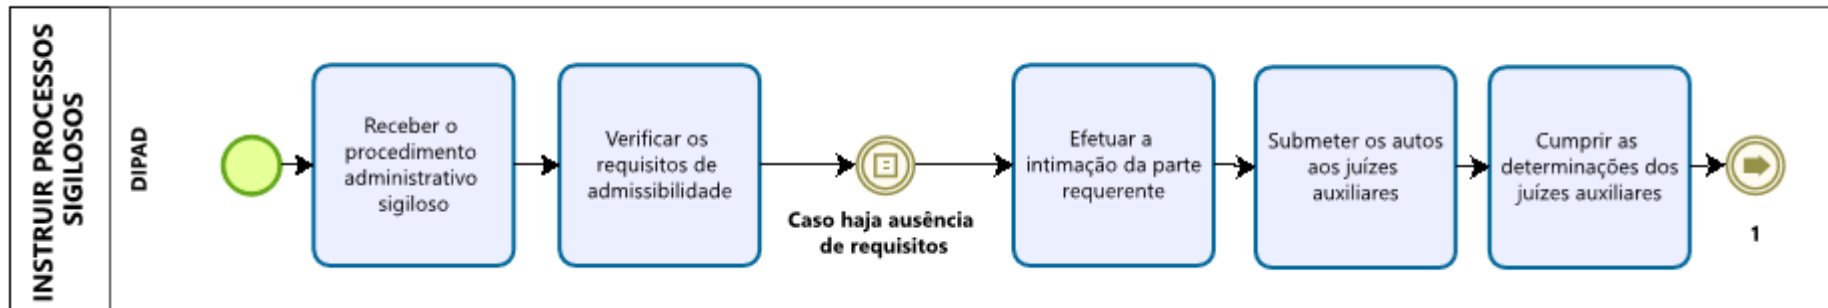 INSTRUIR PROCESSOS
SIGILOSOS
DIPAD
Receber o
procedimento
administrativo
sigiloso
Verificar os
requisitos de
admissibilidade
Caso haja ausência
de requisitos
Efetuar a
intimação da parte
requerente
Submeter os autos
aos juízes
auxiliares
Cumprir as
determinações dos
juízes auxiliares
1